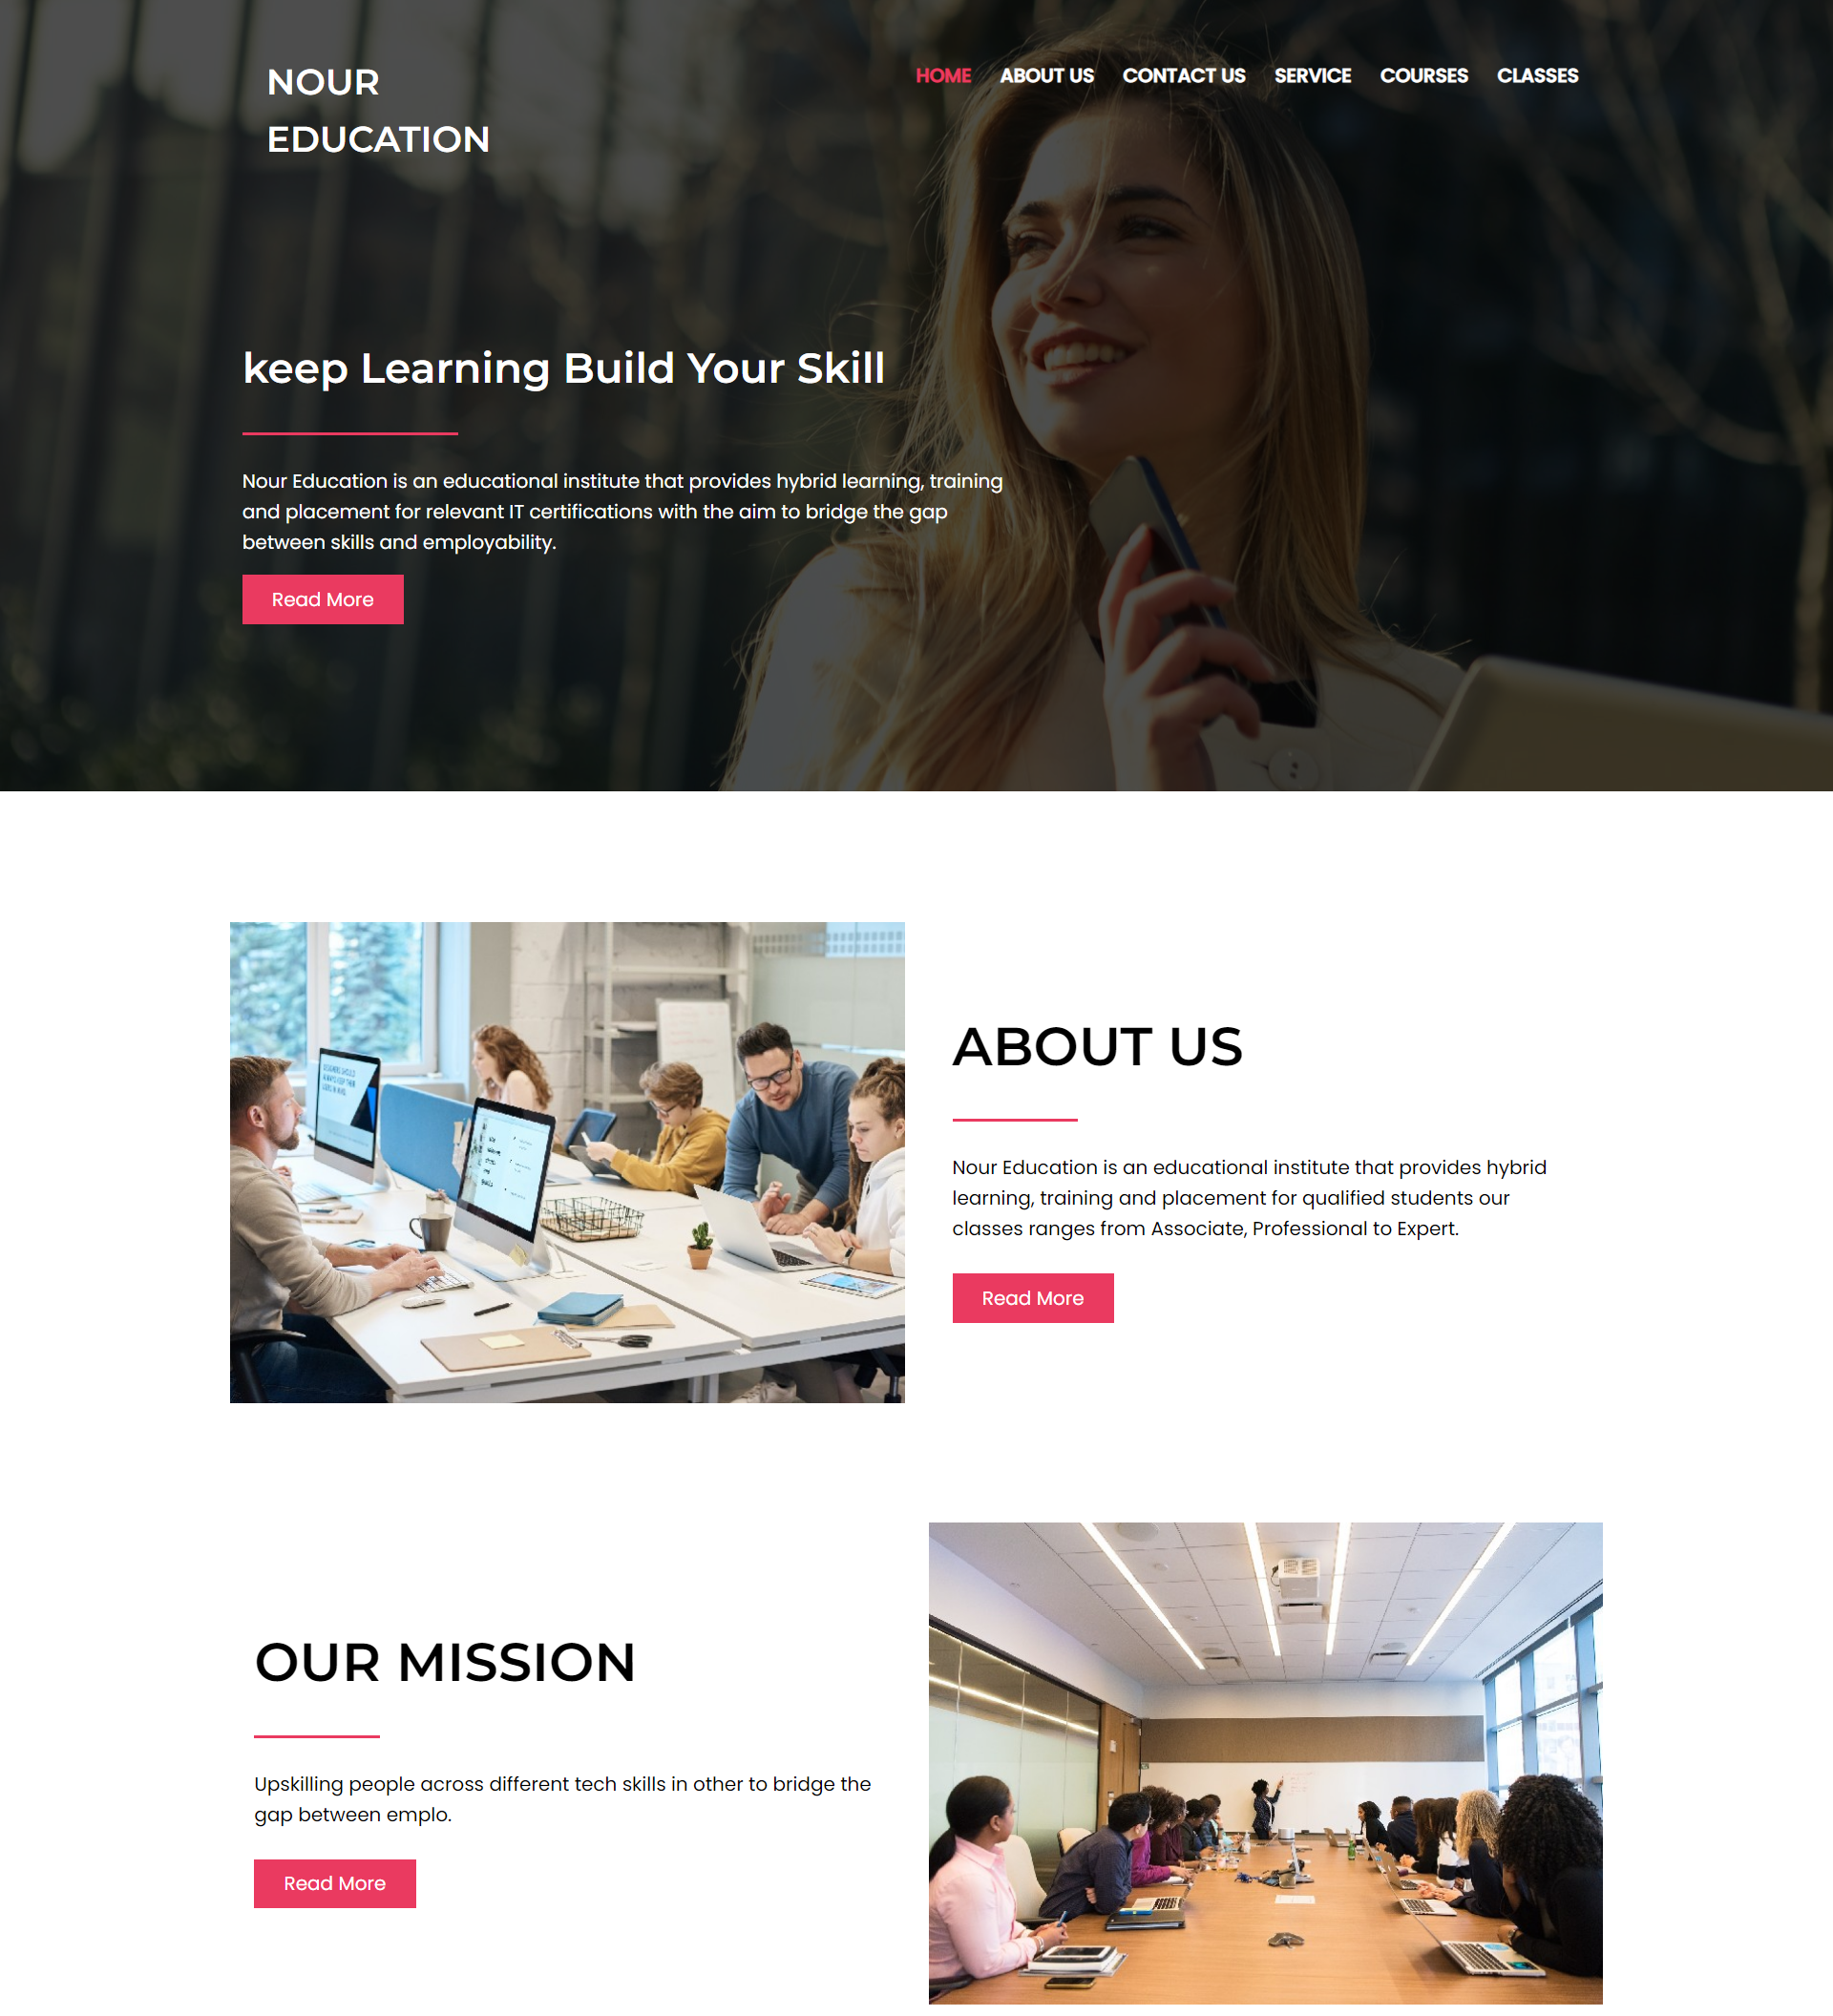 NOUR
EDUCATION
HOME ABOUT US CONTACT US SERVICE COURSES CLASSES
keep Learning Build Your Skill
Nour Education is an educational institute that provides hybrid learning, training
and placement for relevant IT certifications with the aim to bridge the gap
between skills and employability.
Read More
ABOUT US
Nour Education is an educational institute that provides hybrid
learning, training and placement for qualified students our
classes ranges from Associate, Professional to Expert.
Read More
OUR MISSION
Upskilling people across different tech skills in other to bridge the
gap between emplo.
Read More